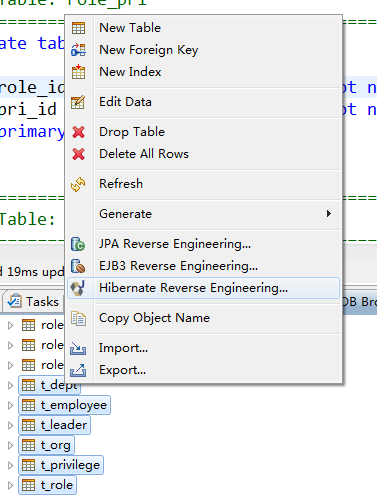 Table: role_pri
ate tab
New Table
New Foreign Key
New Index
role_id
ot n
Edit Data
pri_id
ot n
primary
Drop Table
Delete All Rows
Refresh
Generate
Table:
JPA Reverse Engineering...
d 19ms upd
EJB3 Reverse Engineering...
Tasks
Hibernate Reverse Engineering...
DB Bro
role
Copy Object Name
role
Import...
role
Export...
t_dept
t_employee
t_leader
t_org
t_privilege
t_role